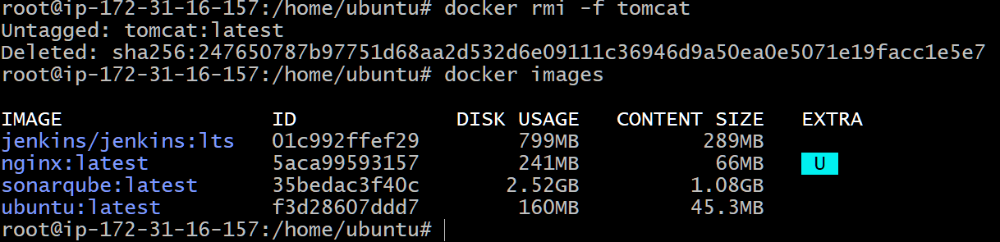 root@ip-172-31-16-157:/home/ubuntu# docker rmi -f tomcat
Untagged: tomcat:latest
Deleted: sha256:247650787b97751d68aa2d532d6e09111c36946d9a50ea0e5071e19facc1e5e7
root@ip-172-31-16-157:/home/ubuntu# docker images
IMAGE ID DISK USAGE CONTENT SIZE EXTRA
jenkins/jenkins:lts 01c992ffef29 799MB 289MB
nginx:latest 5aca99593157 241MB 66MB U
sonarqube:latest 35bedac3f40c 2.52GB 1.08GB
ubuntu:latest f3d28607ddd7 160MB 45.3MB
root@ip-172-31-16-157:/home/ubuntu#